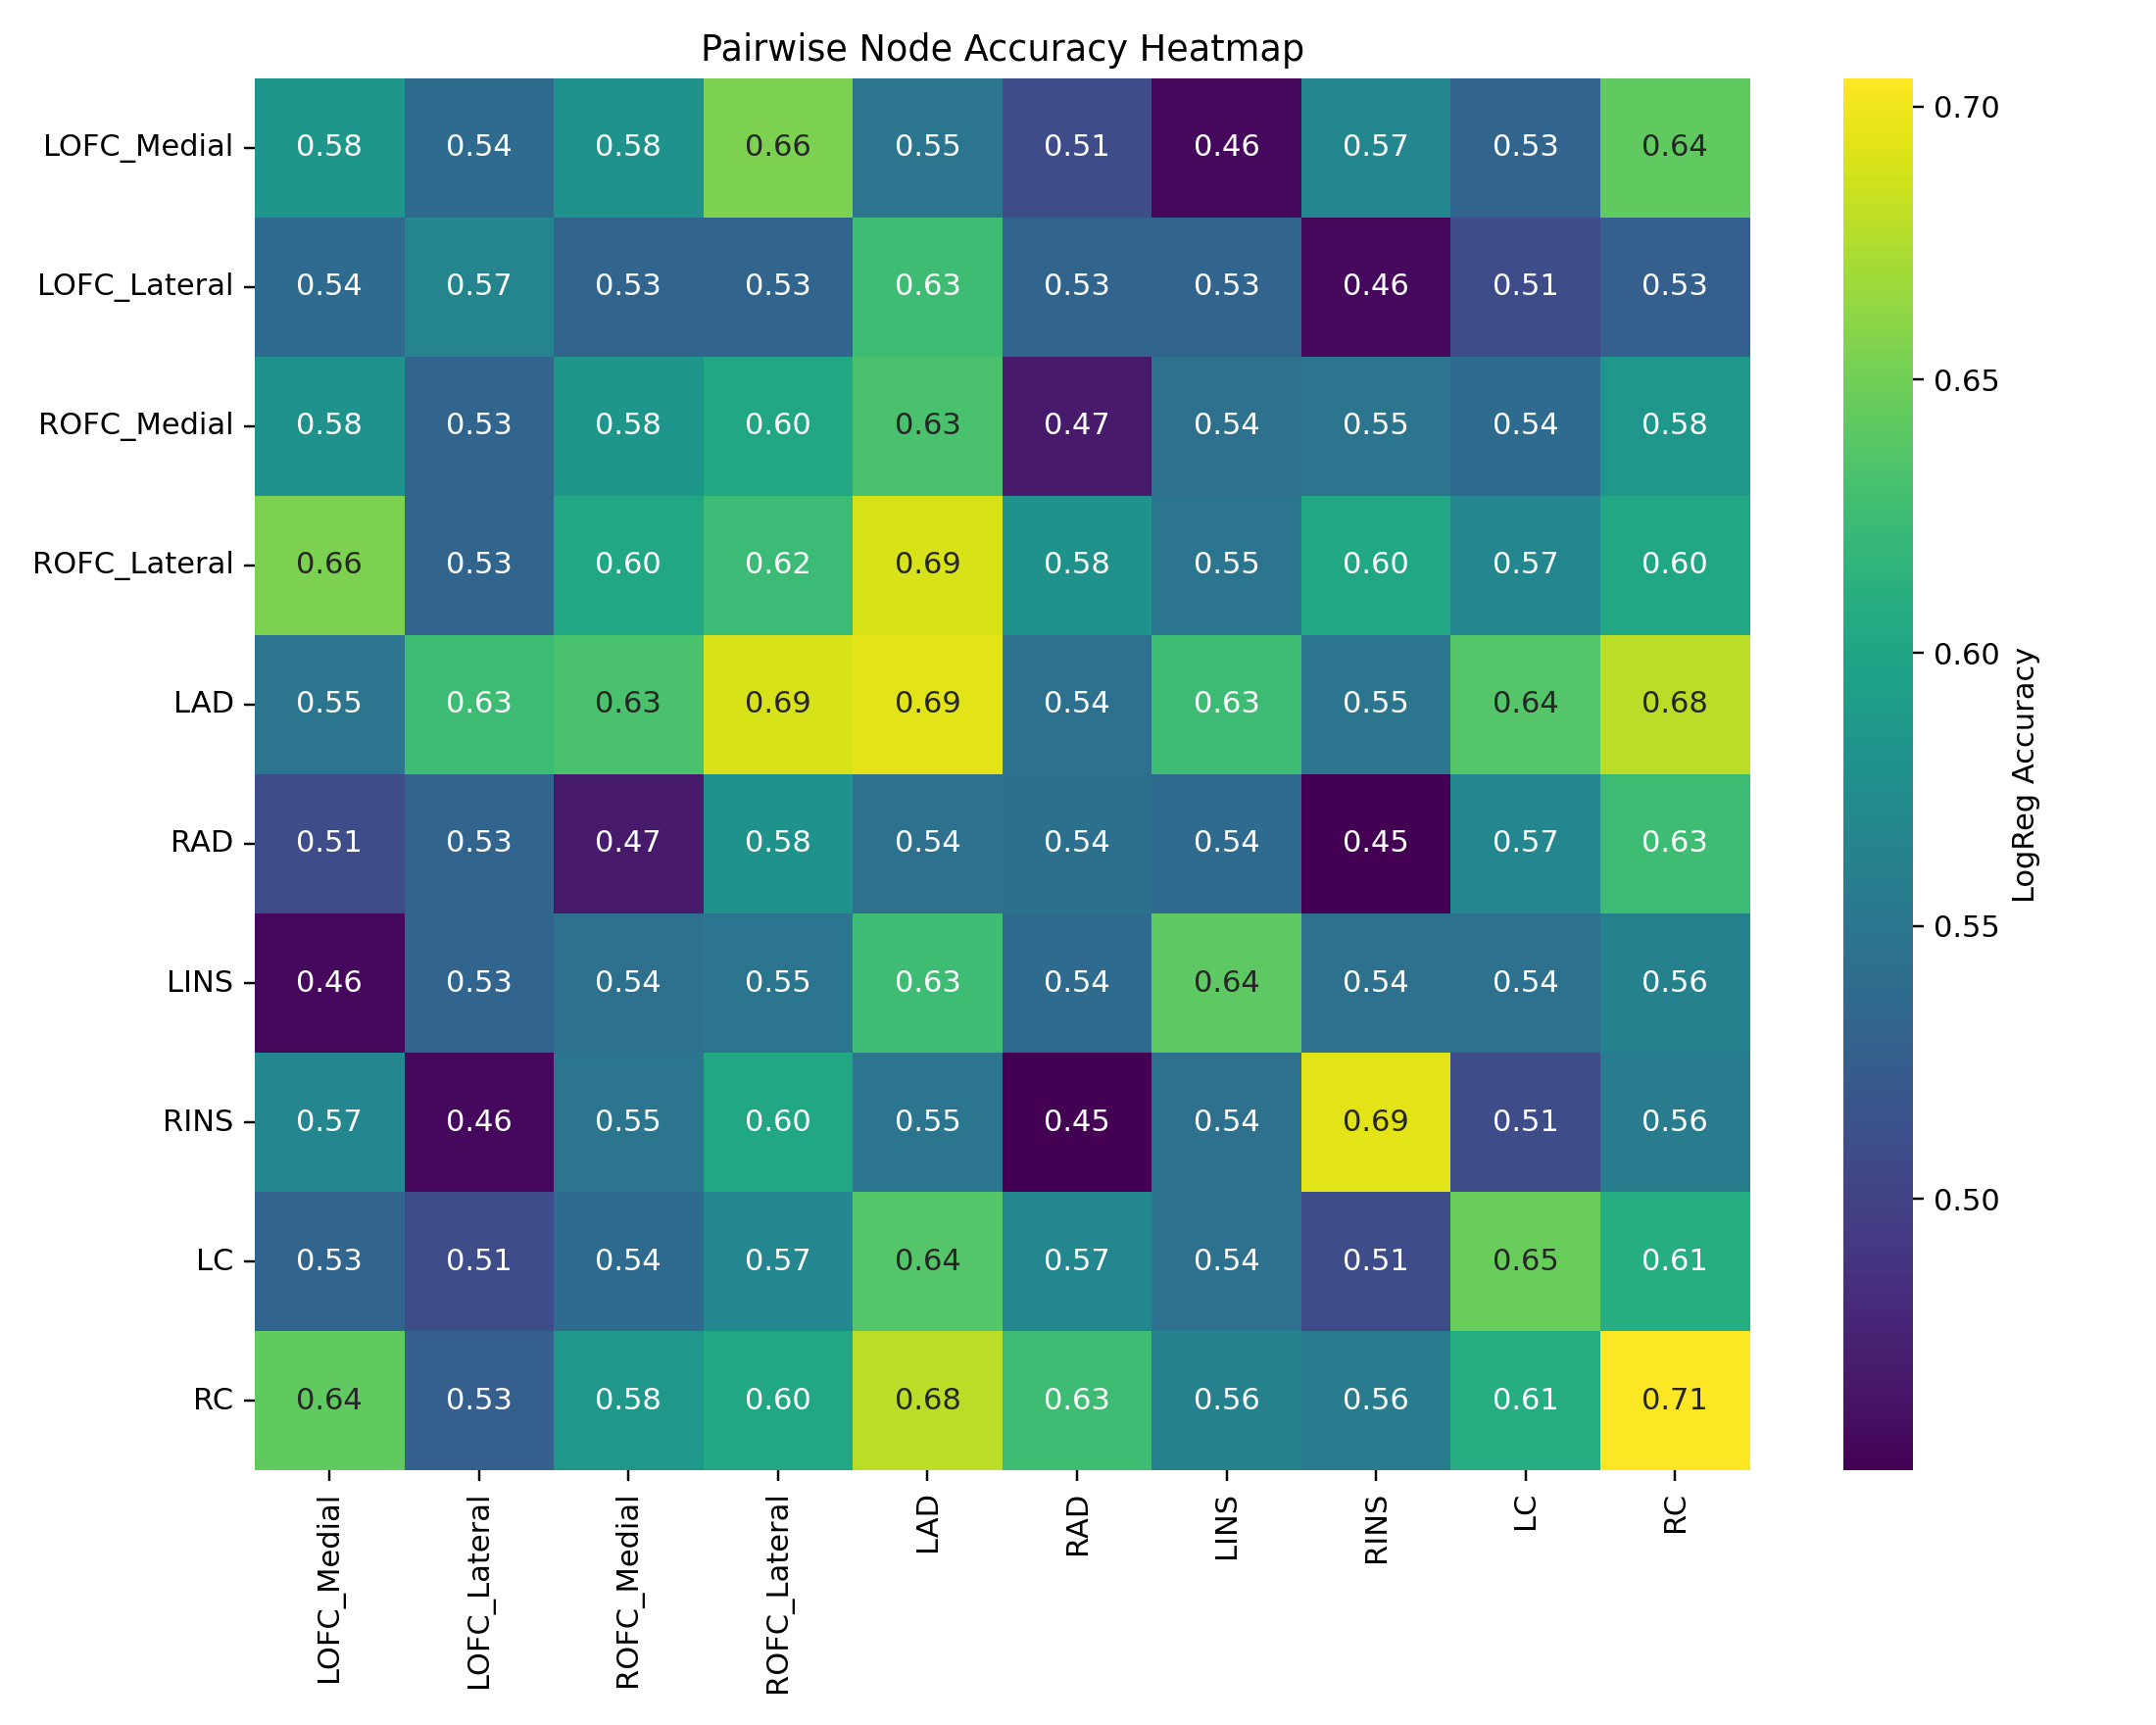 Pairwise Node Accuracy Heatmap
LOFC_Medial 0.58 0.54 0.58 0.66 0.55 0.51 0.46 0.57 0.53 0.64
LOFC_Lateral 0.54 0.57 0.53 0.53 0.63 0.53 0.53 0.46 0.51 0.53
ROFC_Medial 0.58 0.53 0.58 0.60 0.63 0.47 0.54 0.55 0.54 0.58
ROFC_Lateral 0.66 0.53 0.60 0.62 0.69 0.58 0.55 0.60 0.57 0.60
LAD 0.55 0.63 0.63 0.69 0.69 0.54 0.63 0.55 0.64 0.68
RAD 0.51 0.53 0.47 0.58 0.54 0.54 0.54 0.45 0.57 0.63
LINS 0.46 0.53 0.54 0.55 0.63 0.54 0.64 0.54 0.54 0.56
RINS 0.57 0.46 0.55 0.60 0.55 0.45 0.54 0.69 0.51 0.56
LC 0.53 0.51 0.54 0.57 0.64 0.57 0.54 0.51 0.65 0.61
RC 0.64 0.53 0.58 0.60 0.68 0.63 0.56 0.56 0.61 0.71
LOFC_Medial LOFC_Lateral ROFC_Medial ROFC_Lateral LAD RAD LINS RINS LC RC
0.70
0.65
0.60
0.55
0.50
LogReg Accuracy